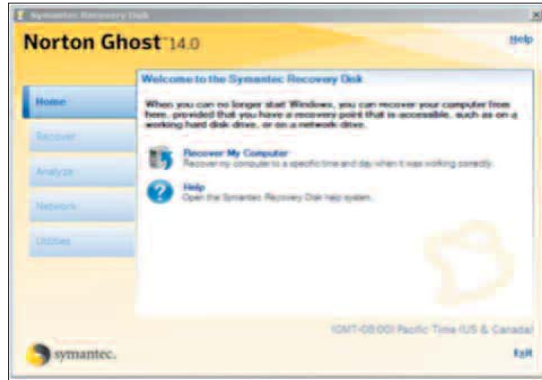 Symantec Recovery Disk
Norton Ghost 14.0
Help
Welcome to the Symantec Recovery Disk
Home
When you can no longer start Windows, you can recover your computer from
here, provided that you have a recovery point that is accessible, such as on a
working hard disk drive, or on a network drive.
Recover
Recover My Computer
Recover my computer to a specific time and day when it was working correctly.
Analyze
Help
Open the Symantec Recovery Disk help system.
Network
Utilities
(GMT-08:00) Pacific Time (US & Canada)
symantec.
Exit